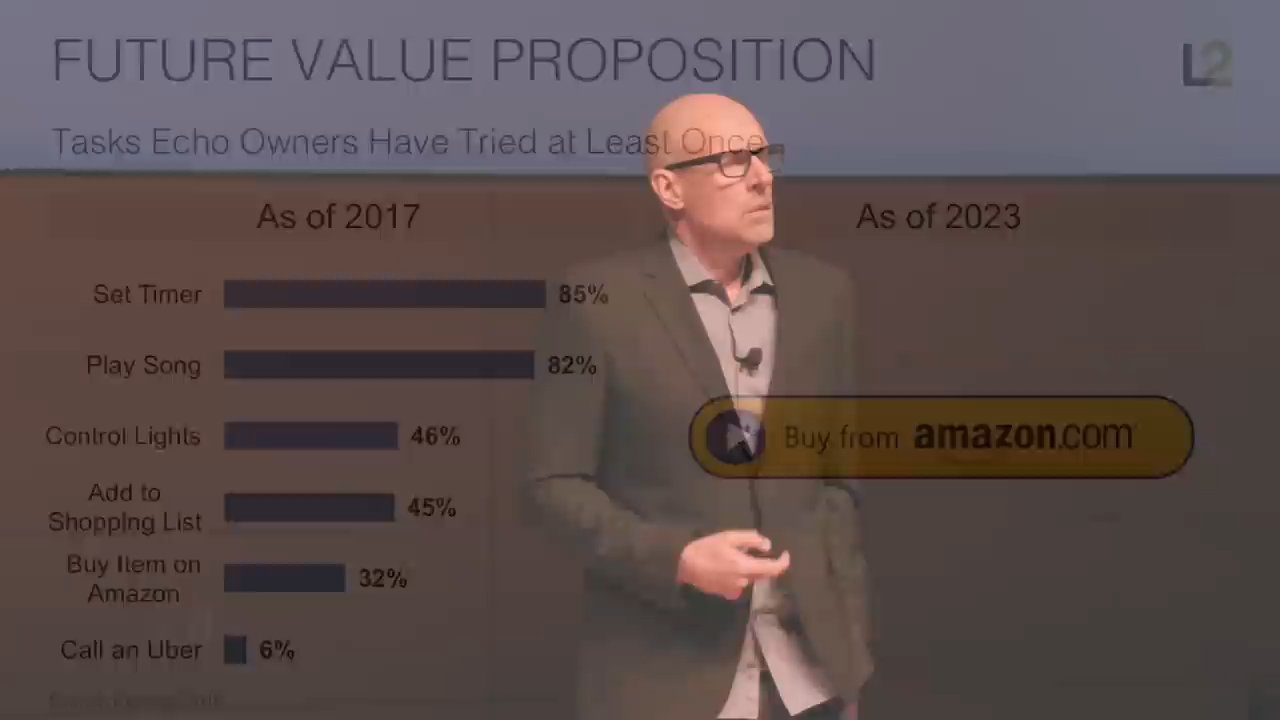 FUTURE VALUE PROPOSITION
L2
Tasks Echo Owners Have Tried at Least Once
As of 2017
As of 2023
Set Timer 85%
Play Song 82%
Control Lights 46%
Buy from amazon.com
Add to
Shopping List 45%
Buy Item on
Amazon 32%
Call an Uber 6%